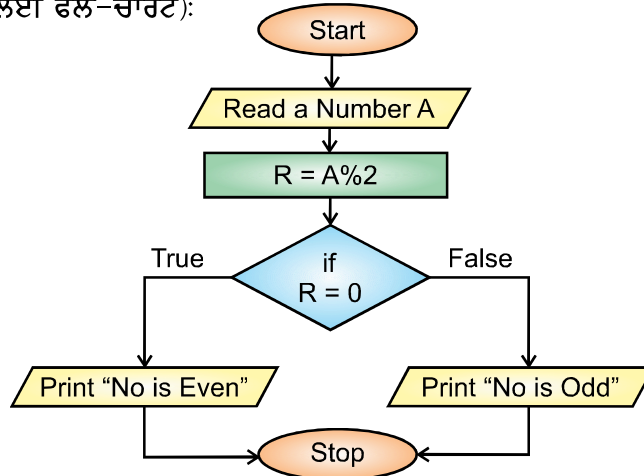 ਲਈ ਫਲੋ-ਚਾਰਟ):
Start
Read a Number A
R = A%2
if
R = 0
True
False
Print “No is Even”
Print “No is Odd”
Stop